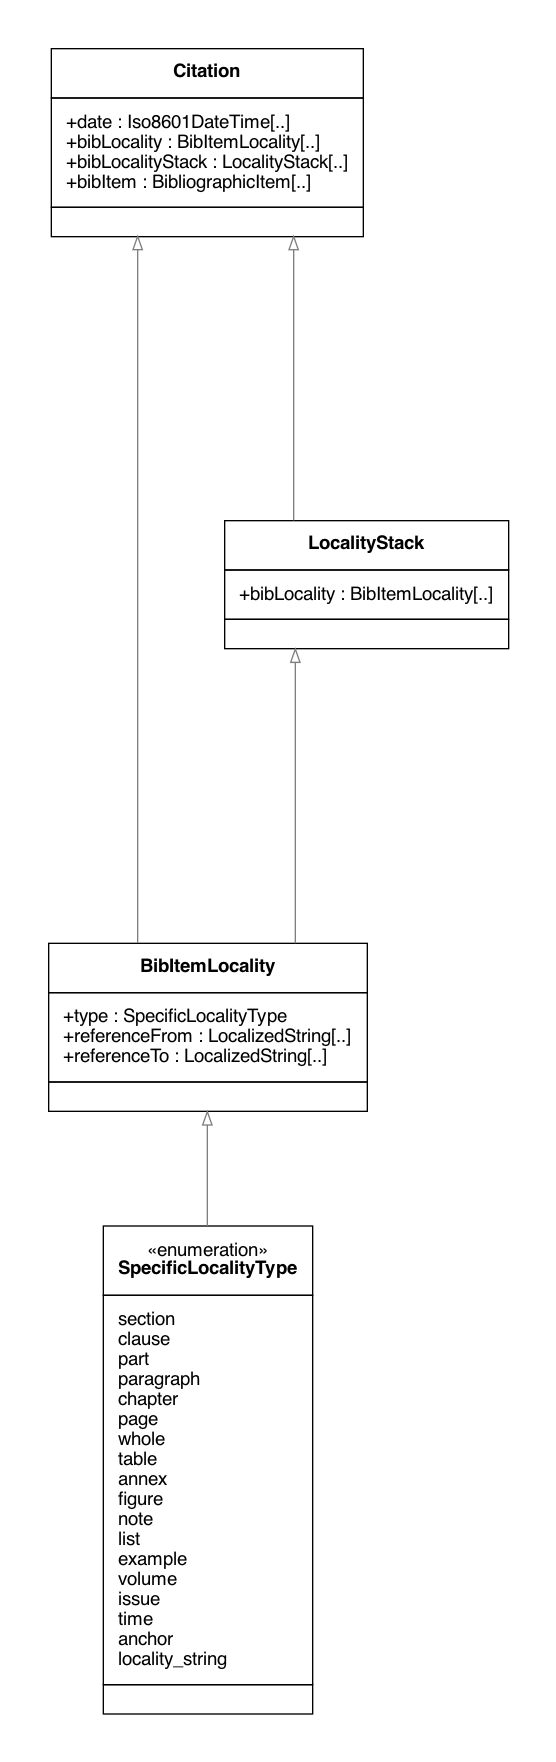 Citation
+date : Iso8601DateTime[..]
+bibLocality : BibItemLocality[..]
+bibLocalityStack : LocalityStack[..]
+bibItem : BibliographicItem[..]
LocalityStack
+bibLocality : BibItemLocality[..]
BibItemLocality
+type : SpecificLocalityType
+referenceFrom : LocalizedString[..]
+referenceTo : LocalizedString[..]
«enumeration»
SpecificLocalityType
section
clause
part
paragraph
chapter
page
whole
table
annex
figure
note
list
example
volume
issue
time
anchor
locality_string